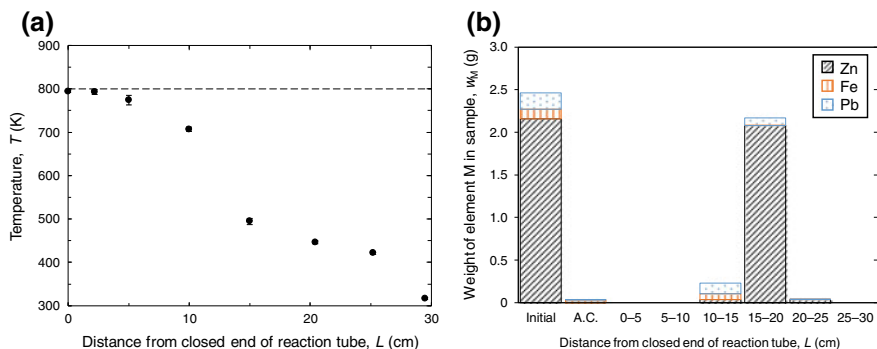 (a)
900
800
700
600
500
400
300
0
10
20
30
Temperature, T (K)
Distance from closed end of reaction tube, L (cm)
(b)
3.0
2.5
2.0
1.5
1.0
0.5
0
Weight of element M in sample, wM (g)
Zn
Fe
Pb
Initial A.C. 0–5 5–10 10–15 15–20 20–25 25–30
Distance from closed end of reaction tube, L (cm)